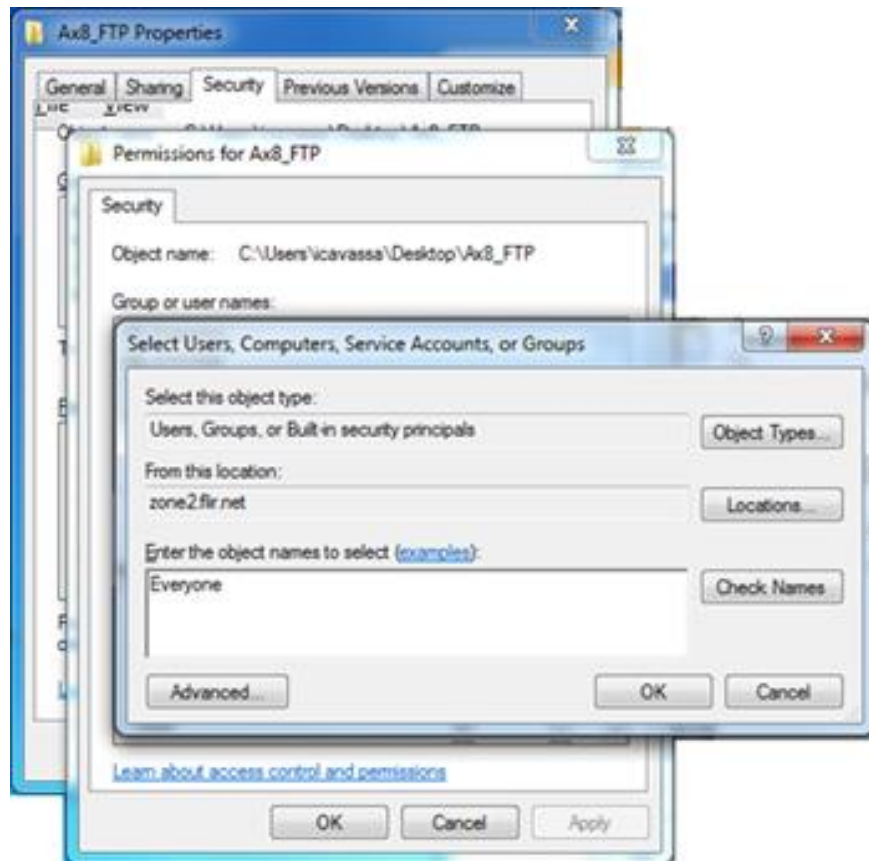 Ax8_FTP Properties
General Sharing Security Previous Versions Customize
File View
Permissions for Ax8_FTP
Security
Object name: C:\Users\icavassa\Desktop\Ax8_FTP
Group or user names:
Select Users, Computers, Service Accounts, or Groups
Select this object type:
Users, Groups, or Built-in security principals
Object Types...
From this location:
zone2.flir.net
Locations...
Enter the object names to select (examples):
Everyone
Check Names
Advanced...
OK
Cancel
Learn about access control and permissions
OK
Cancel
Apply